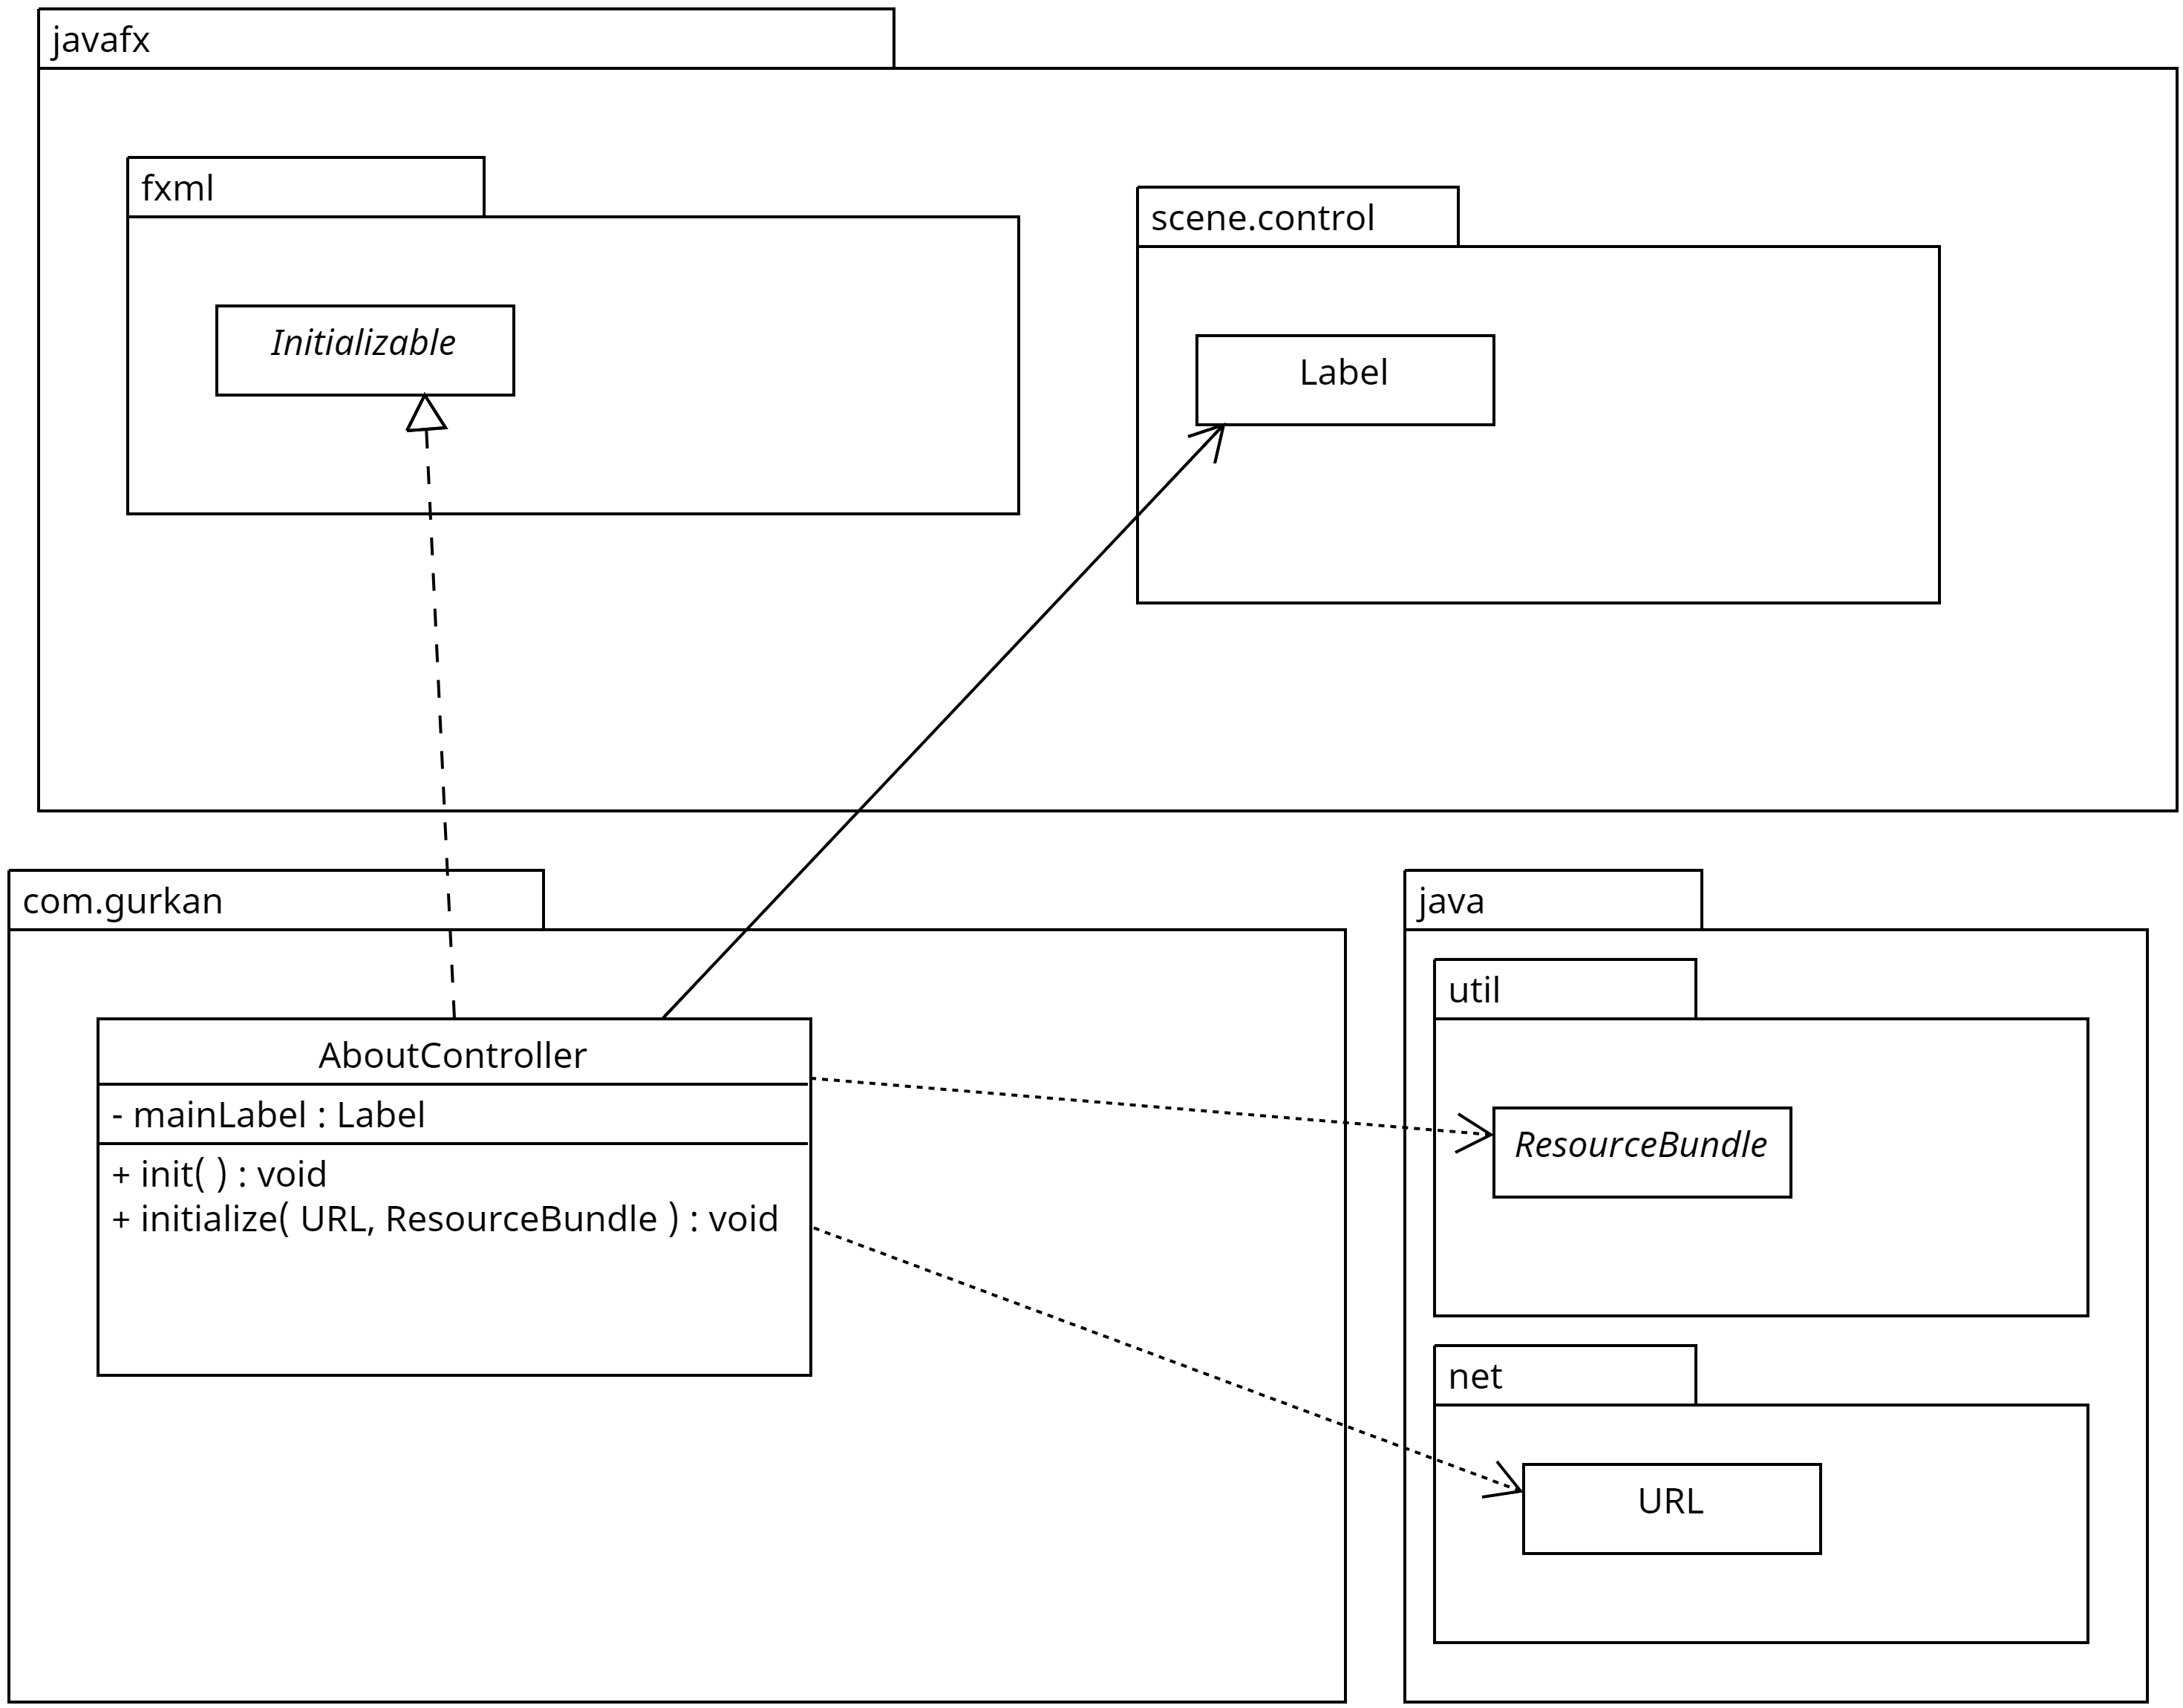 javafx
fxml
scene.control
Initializable
Label
com.gurkan
java
util
AboutController
- mainLabel : Label
+ init( ) : void
+ initialize( URL, ResourceBundle ) : void
ResourceBundle
net
URL